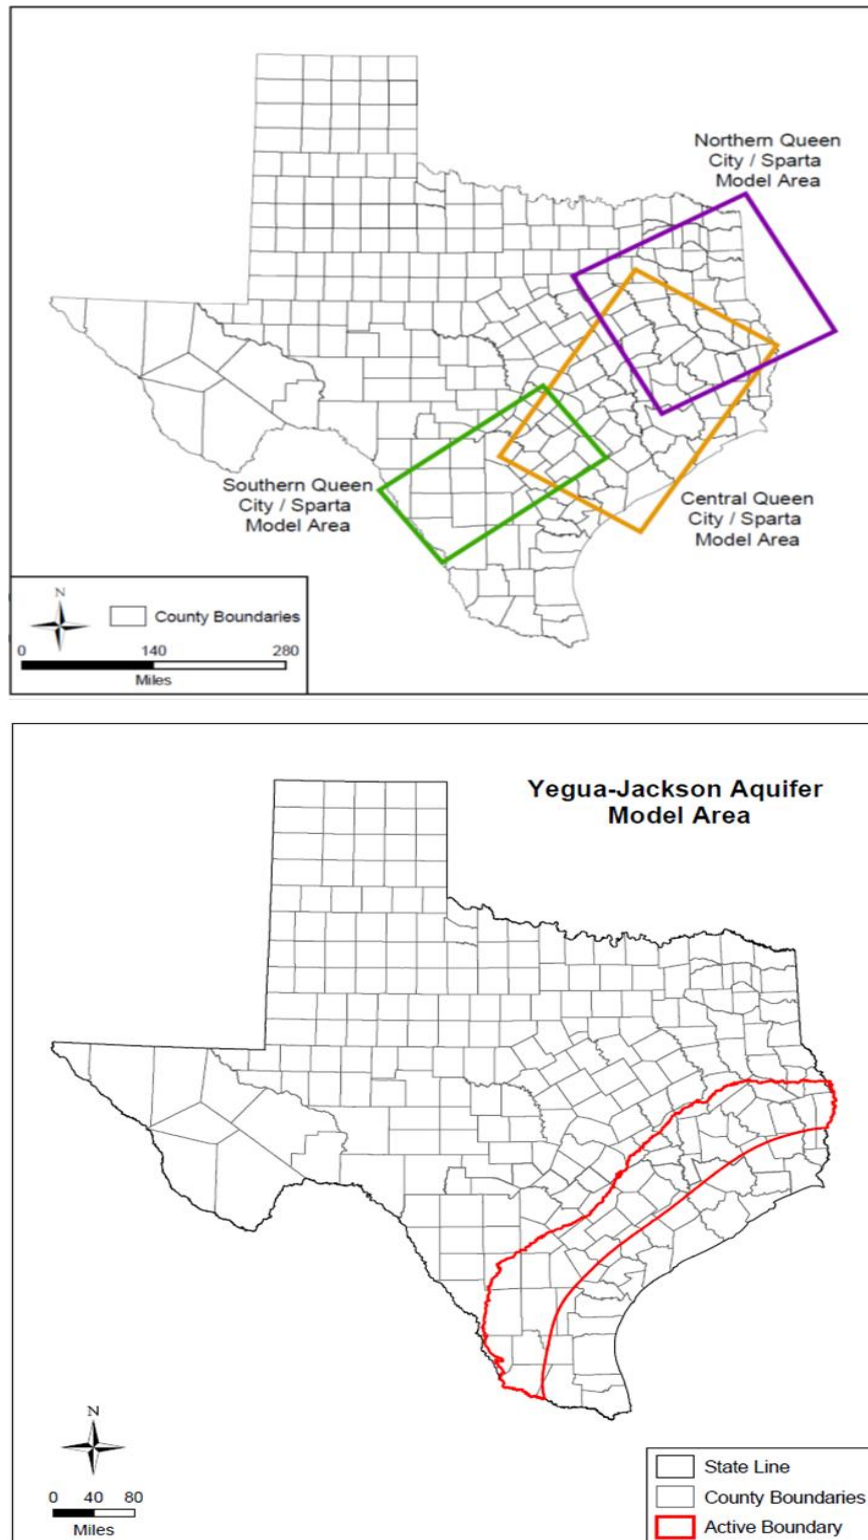 Northern Queen
City / Sparta
Model Area
Southern Queen
City / Sparta
Model Area
Central Queen
City / Sparta
Model Area
N
County Boundaries
0 140 280
Miles
Yegua-Jackson Aquifer
Model Area
N
0 40 80
Miles
State Line
County Boundaries
Active Boundary